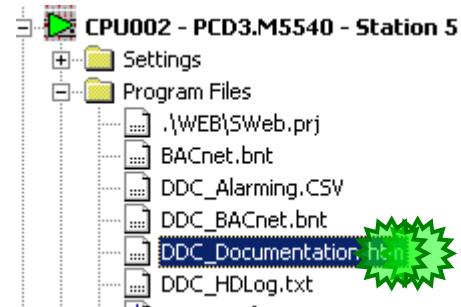 CPU002 - PCD3.M5540 - Station 5
Settings
Program Files
.\WEB\SWeb.prj
BACnet.bnt
DDC_Alarming.CSV
DDC_BACnet.bnt
DDC_Documentation.htm
DDC_HDLog.txt